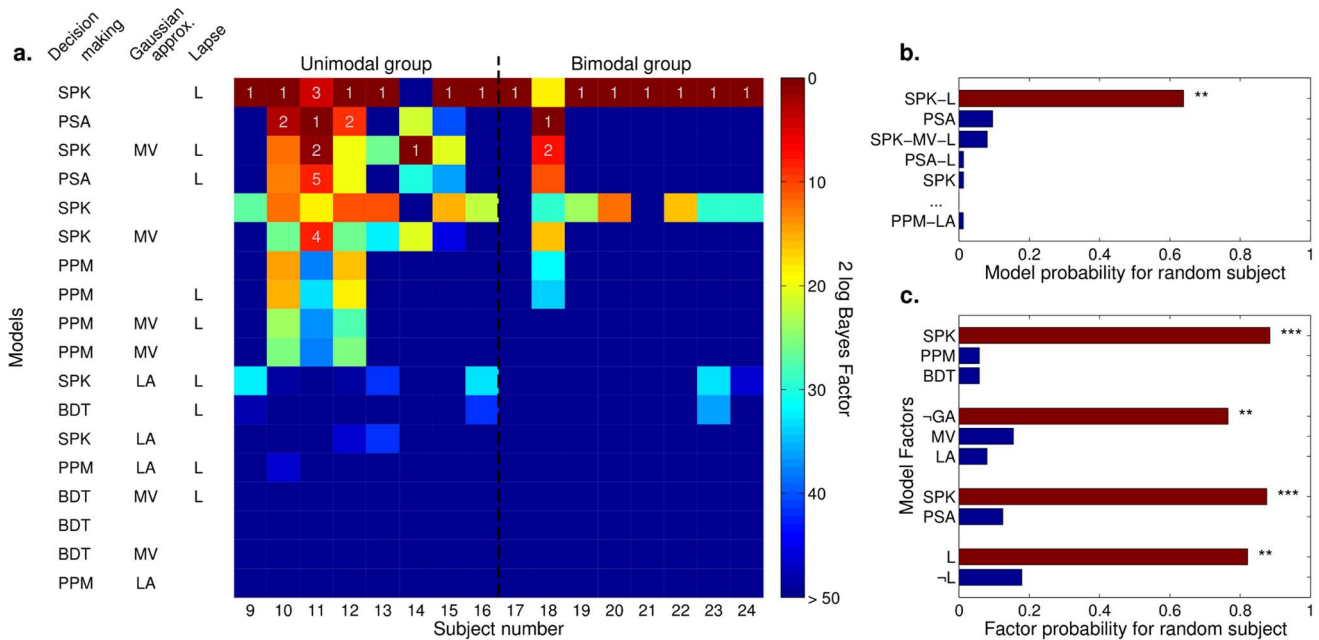 a.
Decision making
Gaussian approx.
Lapse
Unimodal group
Bimodal group
Models
SPK L 1 1 3 1 1 1 1 1 1 1 1 1 1 1
PSA 2 1 2 1
SPK MV L 2 1 2
PSA L 5
SPK
SPK MV 4
PPM
PPM L
PPM MV L
PPM MV
SPK LA L
BDT L
SPK LA
PPM LA L
BDT MV L
BDT
BDT MV
PPM LA
9 10 11 12 13 14 15 16 17 18 19 20 21 22 23 24
Subject number
0
10
20
30
40
> 50
2 log Bayes Factor
b.
SPK−L **
PSA
SPK−MV−L
PSA−L
SPK
...
PPM−LA
0 0.2 0.4 0.6 0.8 1
Model probability for random subject
c.
Model Factors
SPK ***
PPM
BDT
¬GA **
MV
LA
SPK ***
PSA
L **
¬L
0 0.2 0.4 0.6 0.8 1
Factor probability for random subject